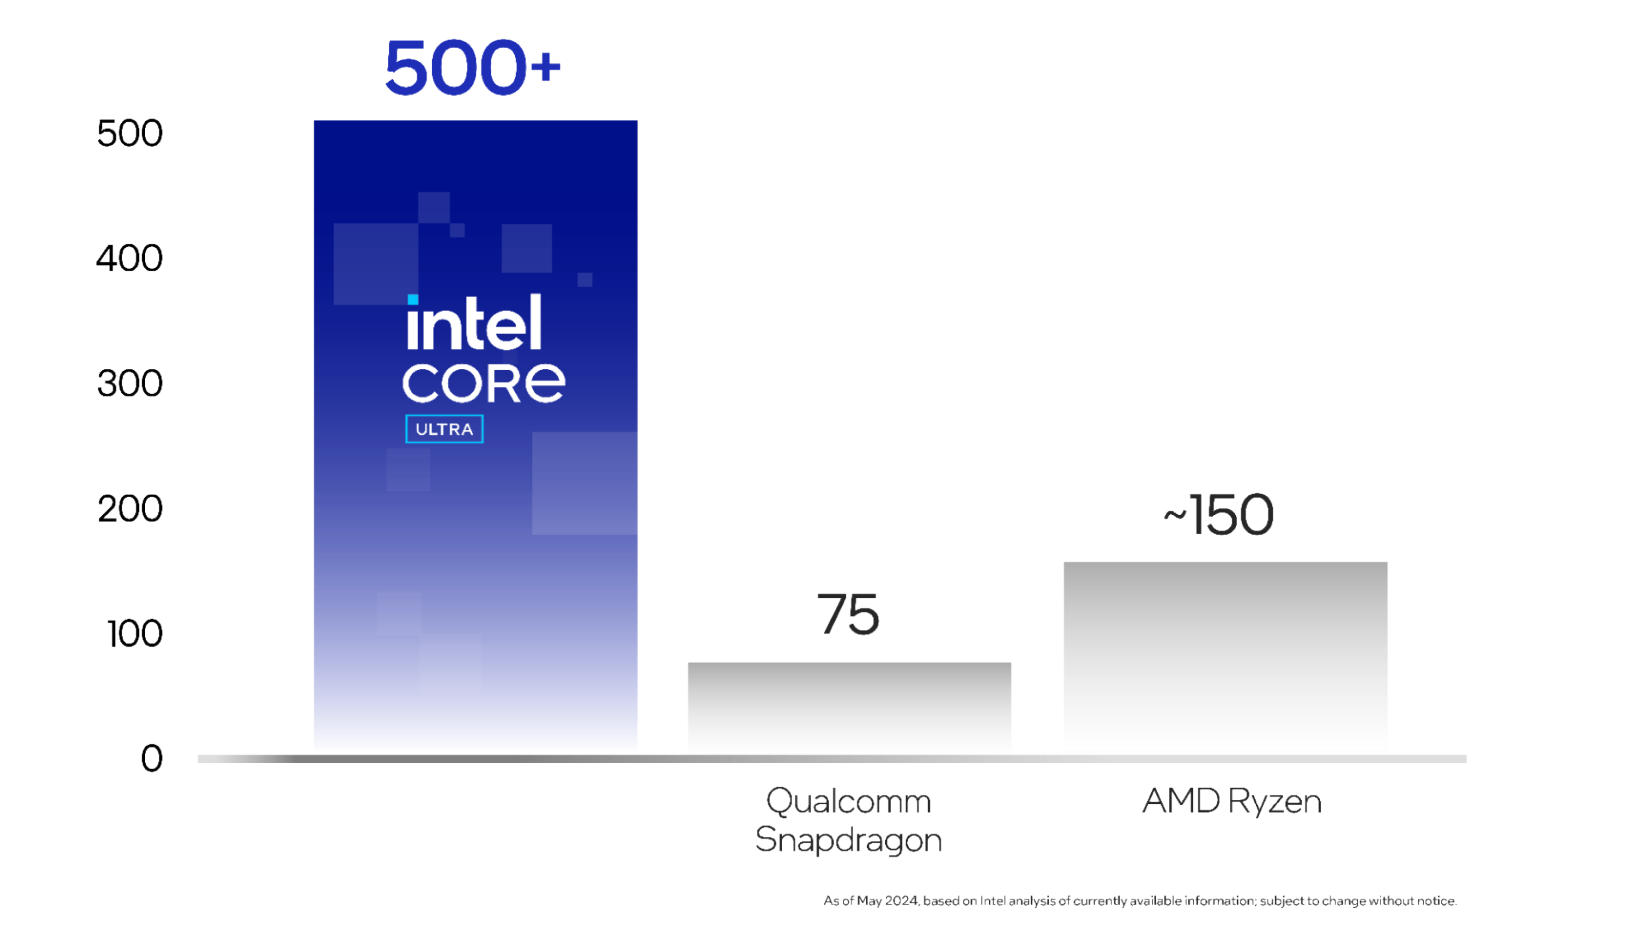 500+
500
400
300
200
100
0
intel
CORe
ULTRA
75
~150
Qualcomm
Snapdragon
AMD Ryzen
As of May 2024, based on Intel analysis of currently available information; subject to change without notice.